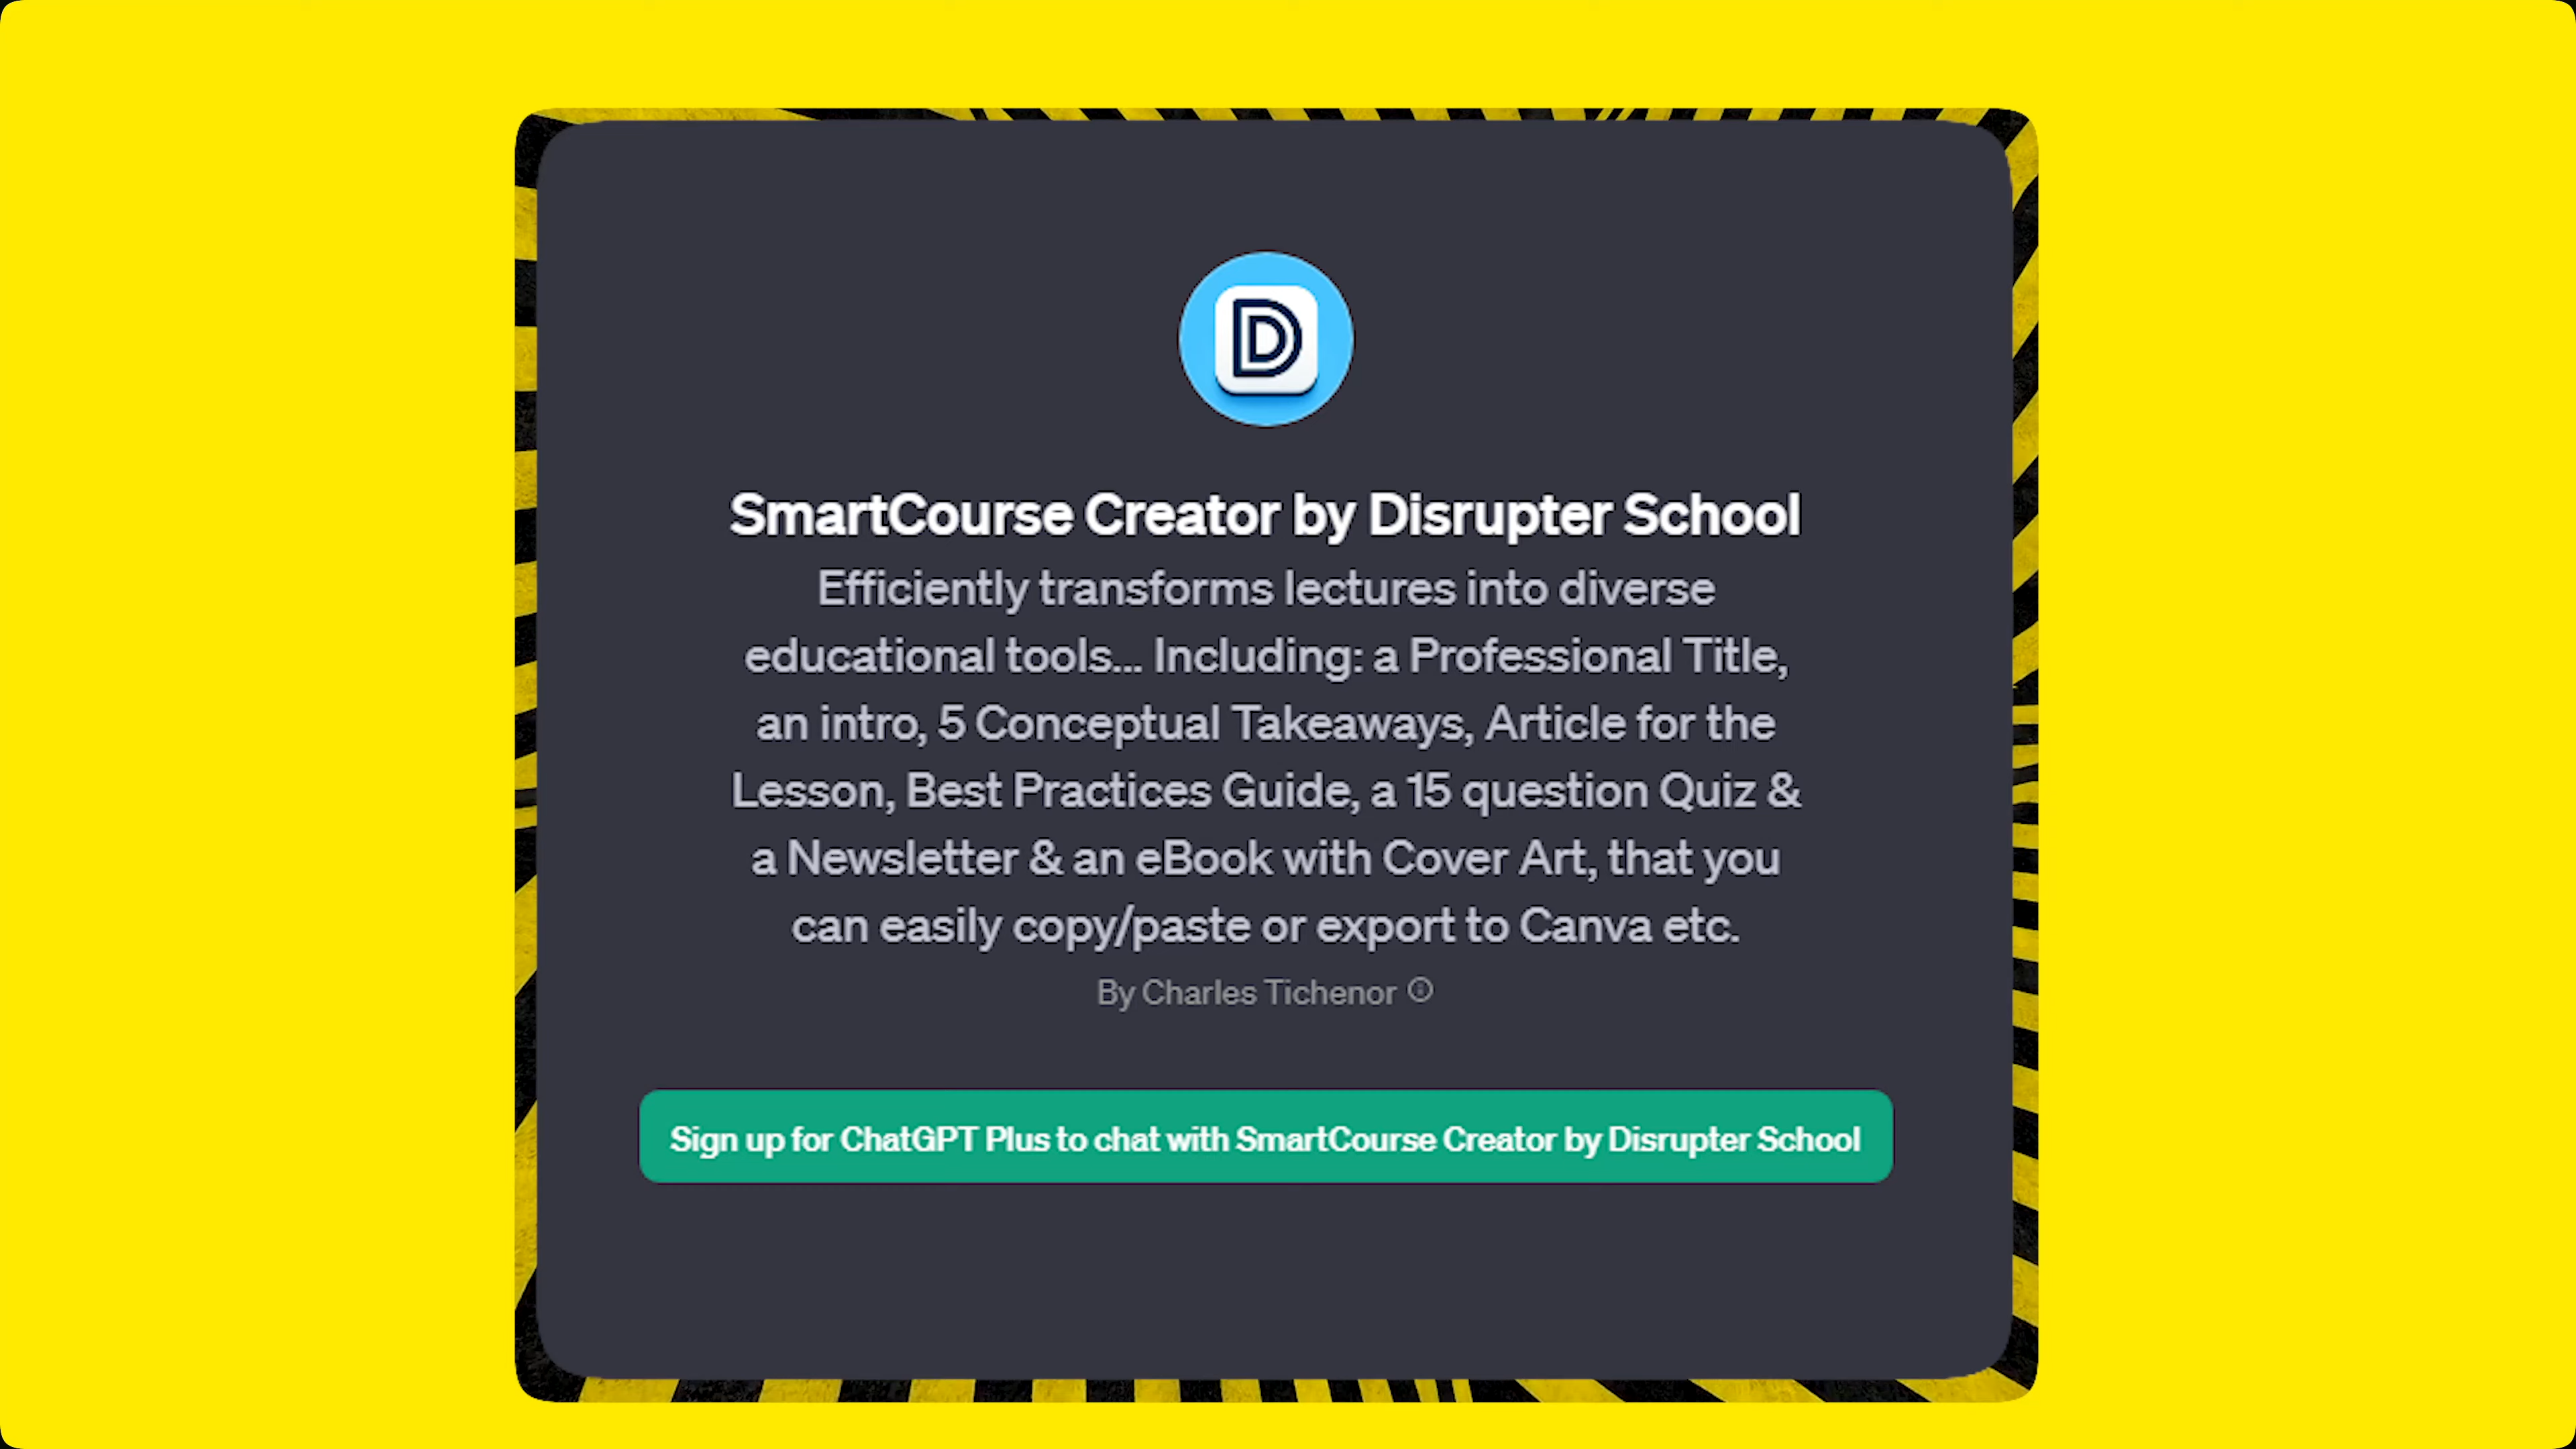 D
SmartCourse Creator by Disrupter School
Efficiently transforms lectures into diverse
educational tools... Including: a Professional Title,
an intro, 5 Conceptual Takeaways, Article for the
Lesson, Best Practices Guide, a 15 question Quiz &
a Newsletter & an eBook with Cover Art, that you
can easily copy/paste or export to Canva etc.
By Charles Tichenor
Sign up for ChatGPT Plus to chat with SmartCourse Creator by Disrupter School